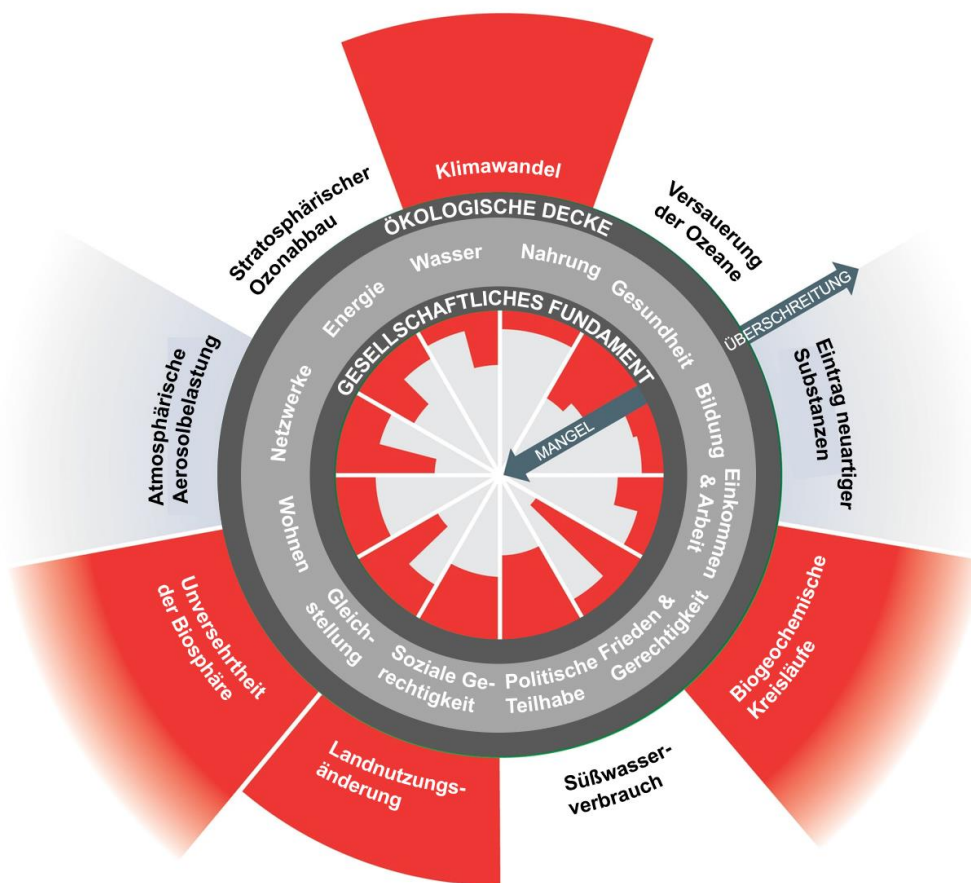 Klimawandel
Stratosphärischer
Ozonabbau
Versauerung
der Ozeane
ÖKOLOGISCHE DECKE
Wasser
Nahrung
Energie
Gesundheit
ÜBERSCHREITUNG
GESELLSCHAFTLICHES FUNDAMENT
Atmosphärische
Aerosolbelastung
Netzwerke
MANGEL
Bildung
Eintrag neuartiger
Substanzen
Wohnen
Einkommen
& Arbeit
Unversehrtheit
der Biosphäre
Gleich-
stellung
Soziale Ge-
rechtigkeit
Politische
Teilhabe
Frieden &
Gerechtigkeit
Biogeochemische
Kreisläufe
Landnutzungs-
änderung
Süßwasser-
verbrauch